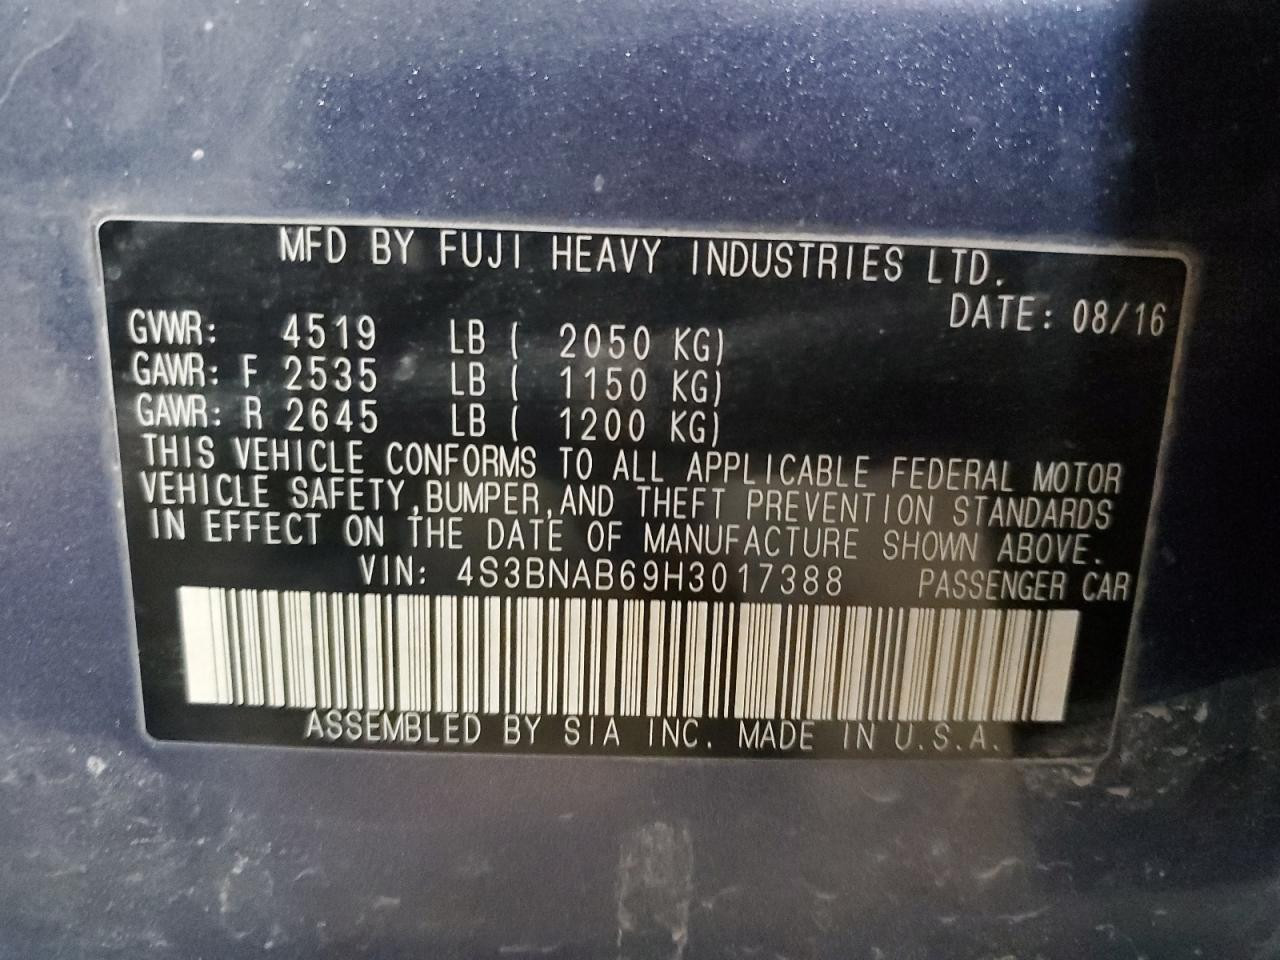 MFD BY FUJI HEAVY INDUSTRIES LTD.
DATE: 08/16
GVWR: 4519 LB ( 2050 KG)
GAWR: F 2535 LB ( 1150 KG)
GAWR: R 2645 LB ( 1200 KG)
THIS VEHICLE CONFORMS TO ALL APPLICABLE FEDERAL MOTOR
VEHICLE SAFETY,BUMPER,AND THEFT PREVENTION STANDARDS
IN EFFECT ON THE DATE OF MANUFACTURE SHOWN ABOVE.
VIN: 4S3BNAB69H3017388 PASSENGER CAR
ASSEMBLED BY SIA INC. MADE IN U.S.A.